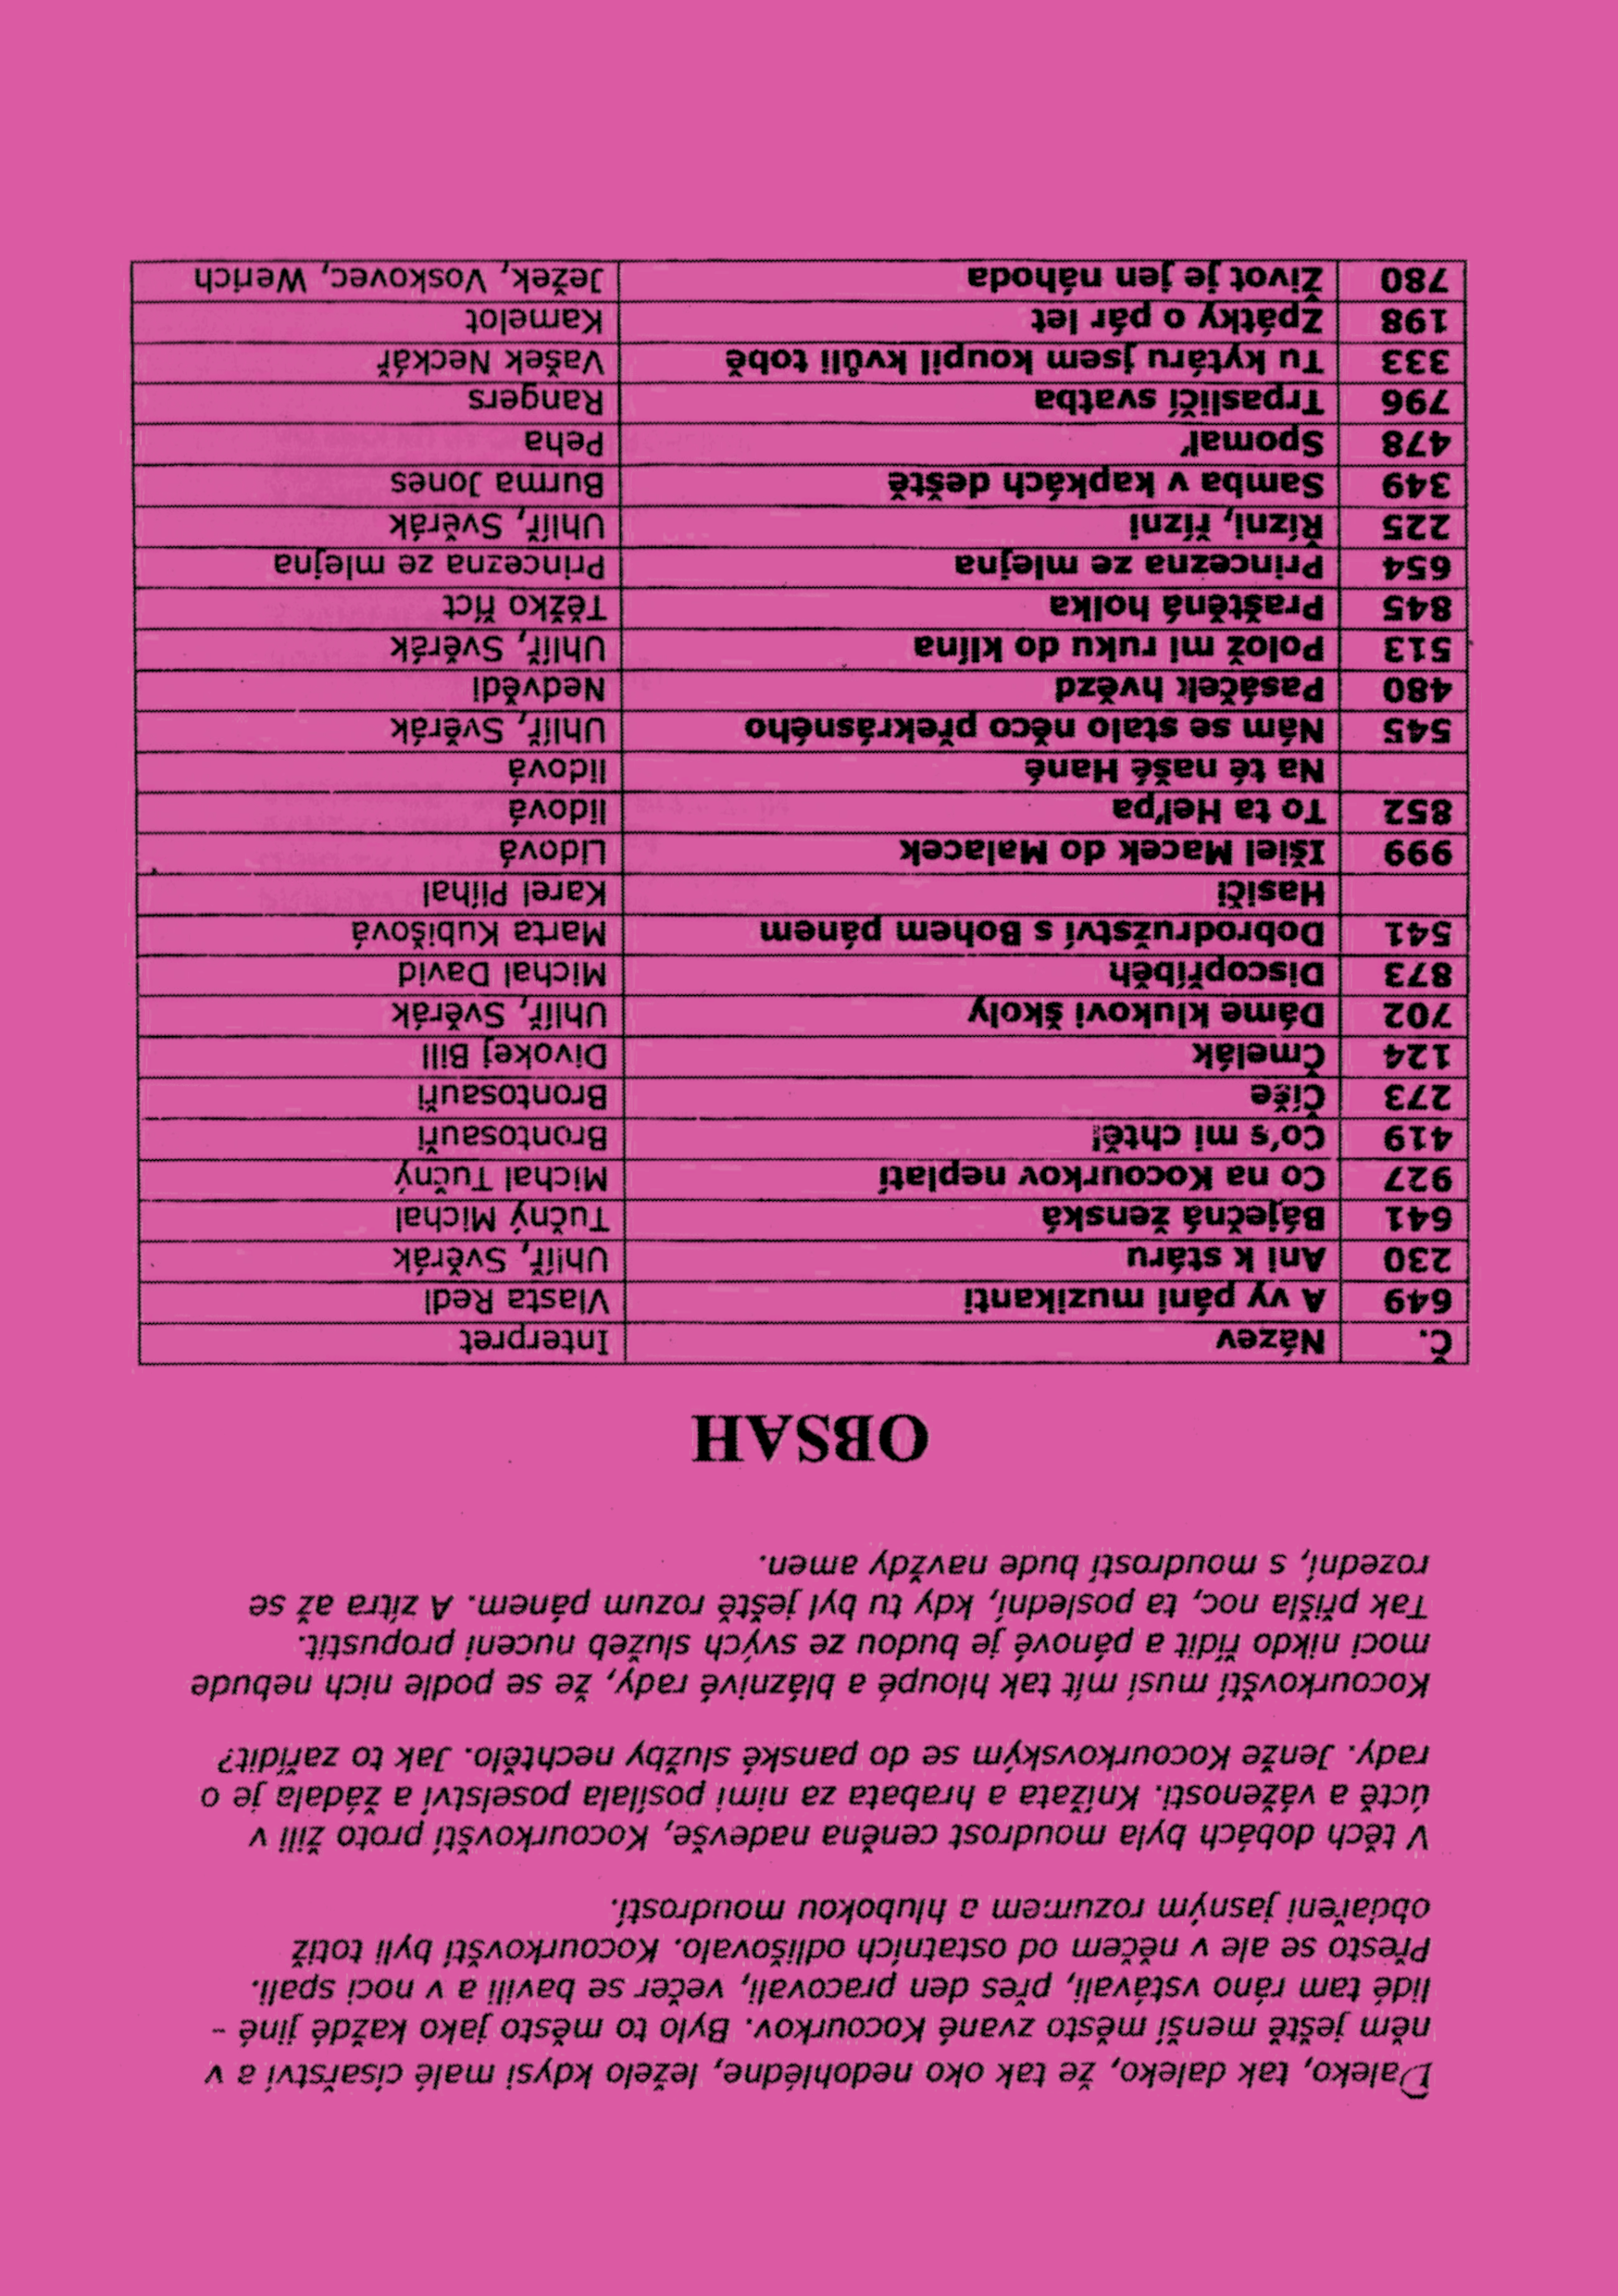 Daleko, tak daleko, že tak oko nedohlédne, leželo kdysi malé císařství a v
něm ještě menší město zvané Kocourkov. Bylo to město jako každé jiné -
lidé tam ráno vstávali, přes den pracovali, večer se bavili a v noci spali.
Přesto se ale v něčem od ostatních odlišovalo. Kocourkovští byli totiž
obdařeni jasným rozumem a hlubokou moudrostí.
V těch dobách byla moudrost ceněna nadevše, Kocourkovští proto žili v
úctě a váženosti. Knížata a hrabata za nimi posílala poselství a žádala je o
rady. Jenže Kocourkovským se do panské služby nechtělo. Jak to zařídit?
Kocourkovští musí mít tak hloupé a bláznivé rady, že se podle nich nebude
moci nikdo řídit a pánové je budou ze svých služeb nuceni propustit.
Tak přišla noc, ta poslední, kdy tu byl ještě rozum pánem. A zítra až se
rozední, s moudrostí bude navždy amen.
OBSAH
Č. Název Interpret
649 A vy páni muzikanti Vlasta Redl
230 Ani k stáru Uhlíř, Svěrák
641 Báječná ženská Tučný Michal
927 Co na Kocourkov neplatí Michal Tučný
419 Co's mi chtě! Brontosauři
273 Číše Brontosauři
124 Čmelák Divokej Bill
702 Dáme klukovi školy Uhlíř, Svěrák
873 Discopříběh Michal David
541 Dobrodružství s Bohem pánem Marta Kubišová
Hasiči Karel Plíhal
999 Išiel Macek do Malacek Lidová
852 To ta Heľpa lidová
Na té našé Hané lidová
545 Nám se stalo něco překrásného Uhlíř, Svěrák
480 Pasáček hvězd Nedvědi
513 Polož mi ruku do klína Uhlíř, Svěrák
845 Praštěná holka Těžko říct
654 Princezna ze mlejna Princezna ze mlejna
225 Řízni, řízni Uhlíř, Svěrák
349 Samba v kapkách deště Burma Jones
478 Spomaľ Peha
796 Trpasličí svatba Rangers
333 Tu kytáru jsem koupil kvůli tobě Vašek Neckář
198 Zpátky o pár let Kamelot
780 Život je jen náhoda Ježek, Voskovec, Werich